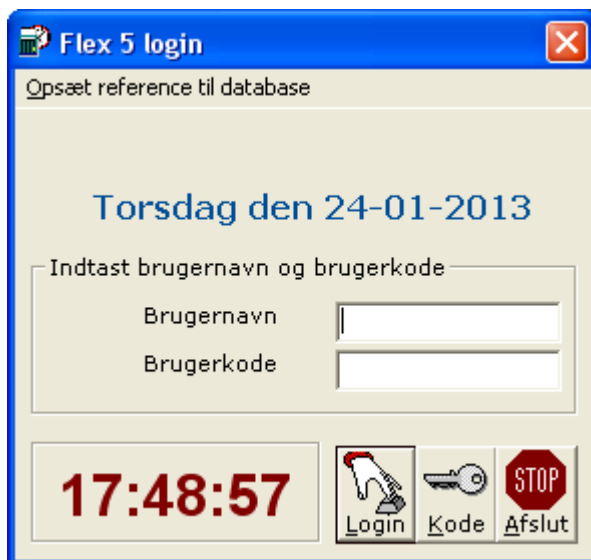 Flex 5 login
Opsæt reference til database
Torsdag den 24-01-2013
Indtast brugernavn og brugerkode
Brugernavn
Brugerkode
17:48:57
STOP
Login Kode Afslut